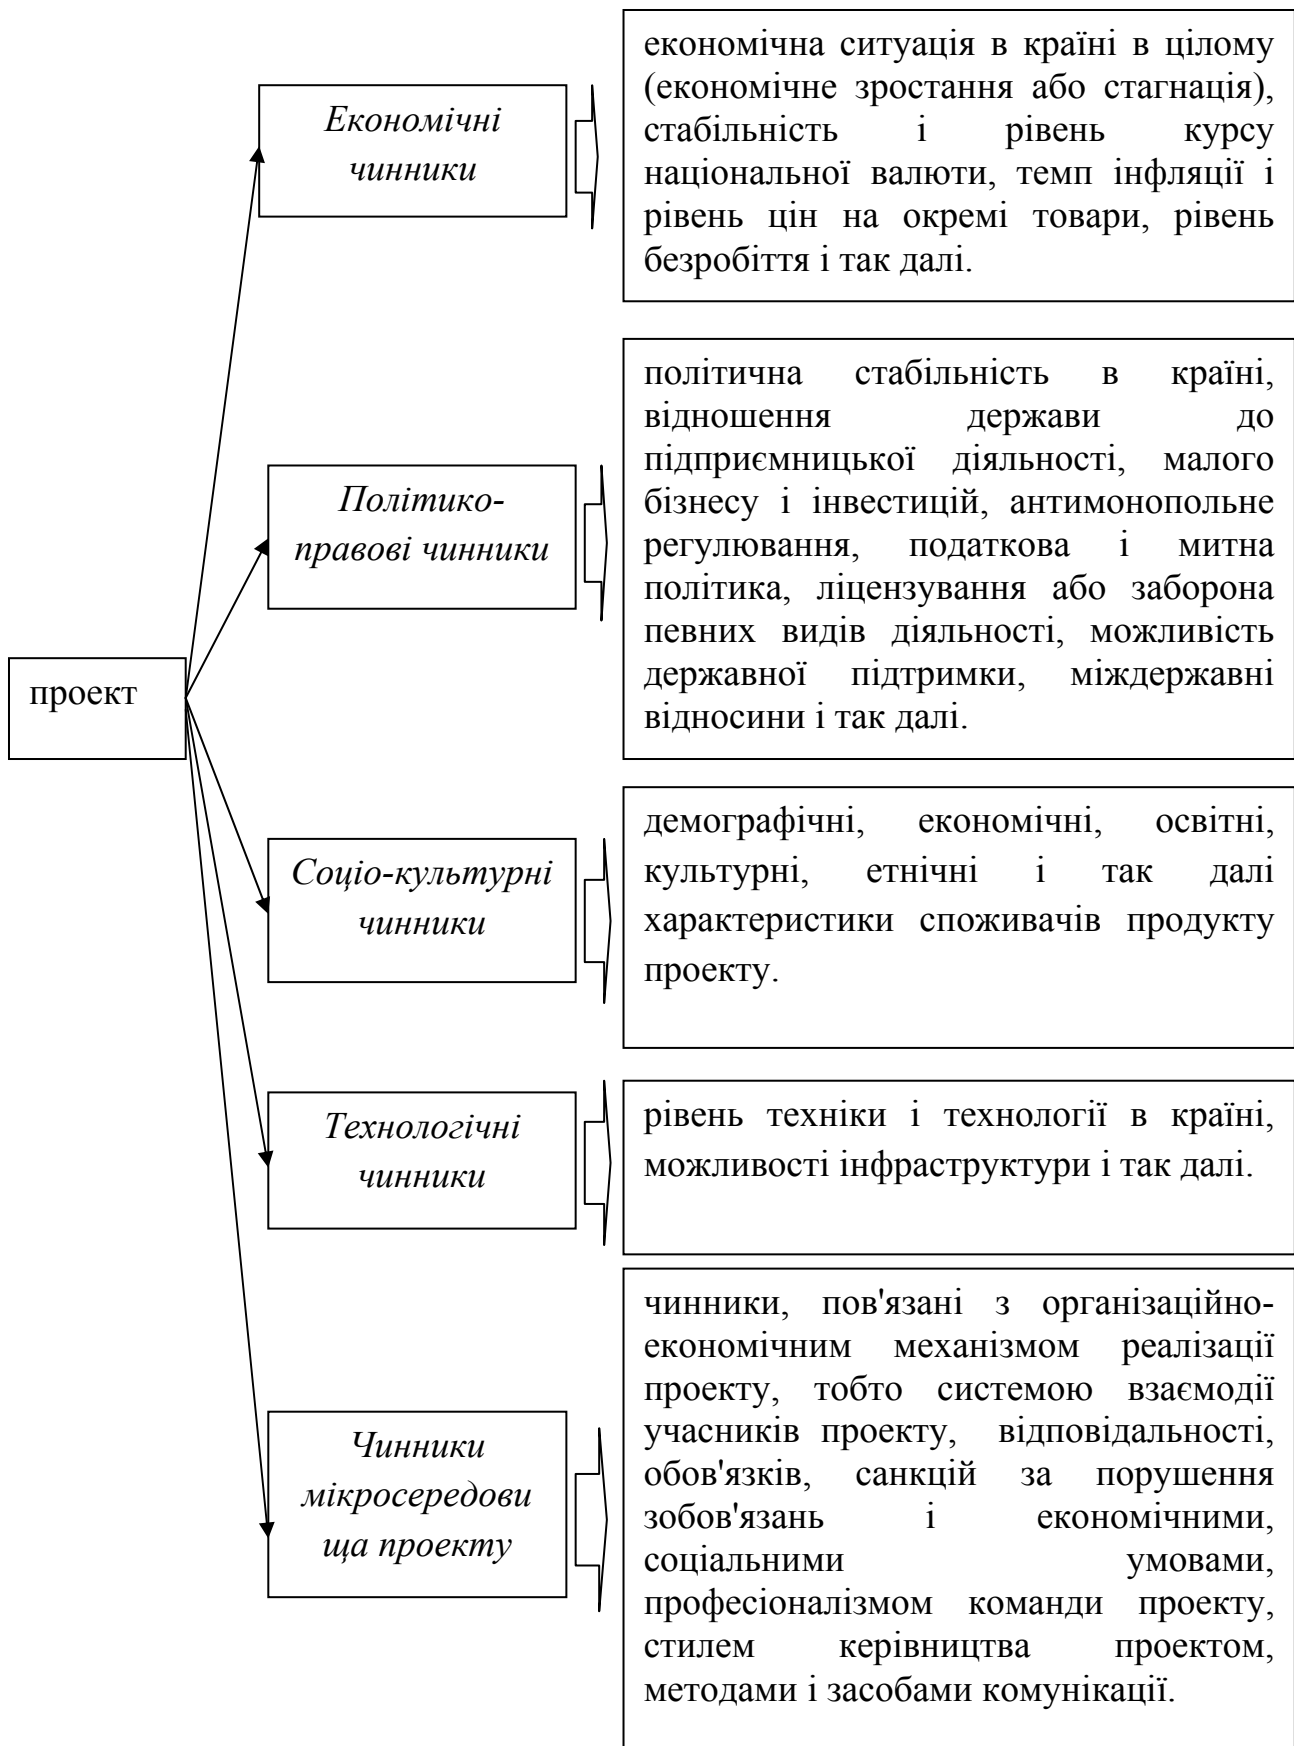 економічна ситуація в країні в цілому
(економічне зростання або стагнація),
стабільність і рівень курсу
національної валюти, темп інфляції і
рівень цін на окремі товари, рівень
безробіття і так далі.
Економічні
чинники
політична стабільність в країні,
відношення держави до
підприємницької діяльності, малого
бізнесу і інвестицій, антимонопольне
регулювання, податкова і митна
політика, ліцензування або заборона
певних видів діяльності, можливість
державної підтримки, міждержавні
відносини і так далі.
Політико-
правові чинники
проект
демографічні, економічні, освітні,
культурні, етнічні і так далі
характеристики споживачів продукту
проекту.
Соціо-культурні
чинники
рівень техніки і технології в країні,
можливості інфраструктури і так далі.
Технологічні
чинники
чинники, пов'язані з організаційно-
економічним механізмом реалізації
проекту, тобто системою взаємодії
учасників проекту, відповідальності,
обов'язків, санкцій за порушення
зобов'язань і економічними,
соціальними умовами,
професіоналізмом команди проекту,
стилем керівництва проектом,
методами і засобами комунікації.
Чинники
мікросередови
ща проекту